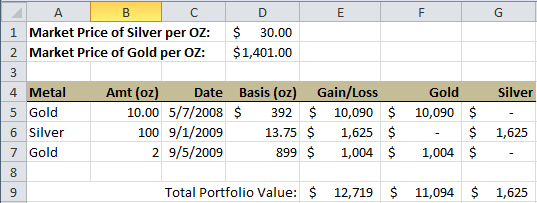 A B C D E F G
1 Market Price of Silver per OZ: $ 30.00
2 Market Price of Gold per OZ: $1,401.00
3
4 Metal Amt (oz) Date Basis (oz) Gain/Loss Gold Silver
5 Gold 10.00 5/7/2008 $ 392 $ 10,090 $ 10,090 $ -
6 Silver 100 9/1/2009 13.75 $ 1,625 $ - $ 1,625
7 Gold 2 9/5/2009 899 $ 1,004 $ 1,004 $ -
8
9 Total Portfolio Value: $ 12,719 $ 11,094 $ 1,625